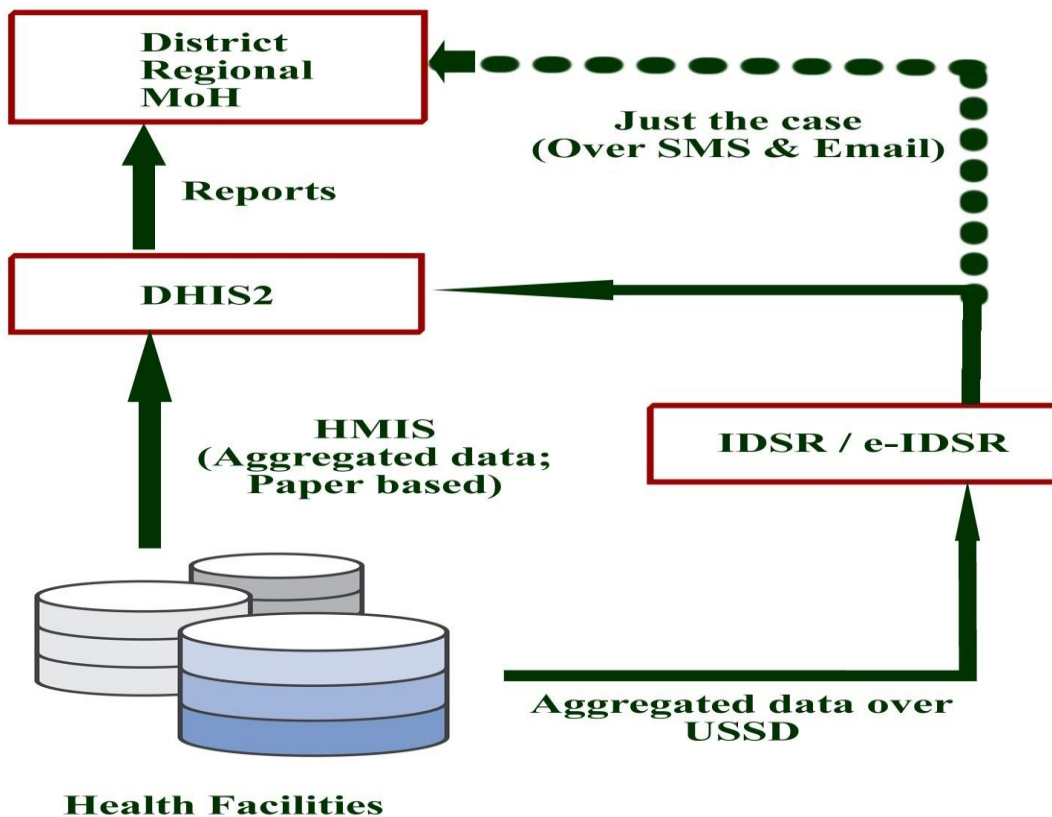 District
Regional
MoH
Just the case
(Over SMS & Email)
Reports
DHIS2
HMIS
(Aggregated data;
Paper based)
IDSR / e-IDSR
Aggregated data over
USSD
Health Facilities